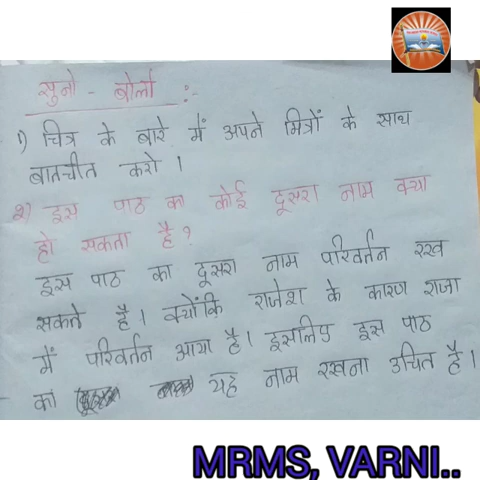 सुनो - बोलो :-
1) चित्र के बारे में अपने मित्रों के साथ
बातचीत करो ।
2) इस पाठ का कोई दूसरा नाम क्या
हो सकता है?
इस पाठ का दूसरा नाम परिवर्तन रख
सकते है। क्योंकि राजेश के कारण राजा
में परिवर्तन आया है। इसलिए इस पाठ
का यह नाम रखना उचित है।
MRMS, VARNI..